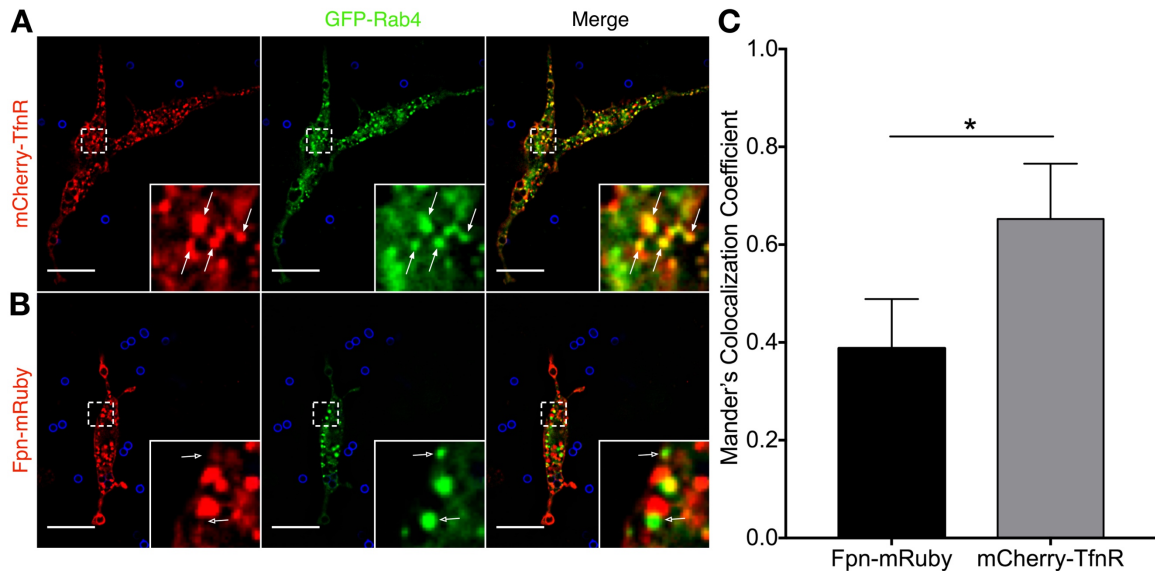 A
GFP-Rab4
Merge
mCherry-TfnR
B
Fpn-mRuby
C
Mander's Colocalization Coefficient
1.0
0.8
0.6
0.4
0.2
0.0
*
Fpn-mRuby
mCherry-TfnR